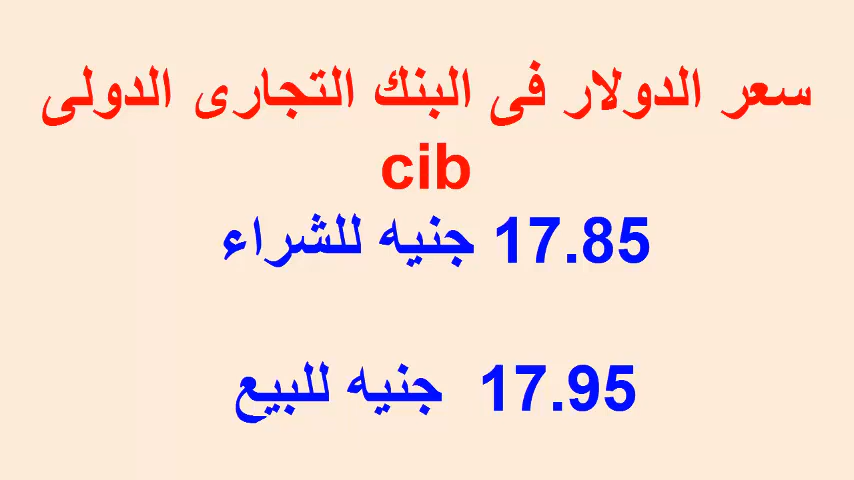 سعر الدولار فى البنك التجارى الدولى
cib
17.85 جنيه للشراء
17.95 جنيه للبيع